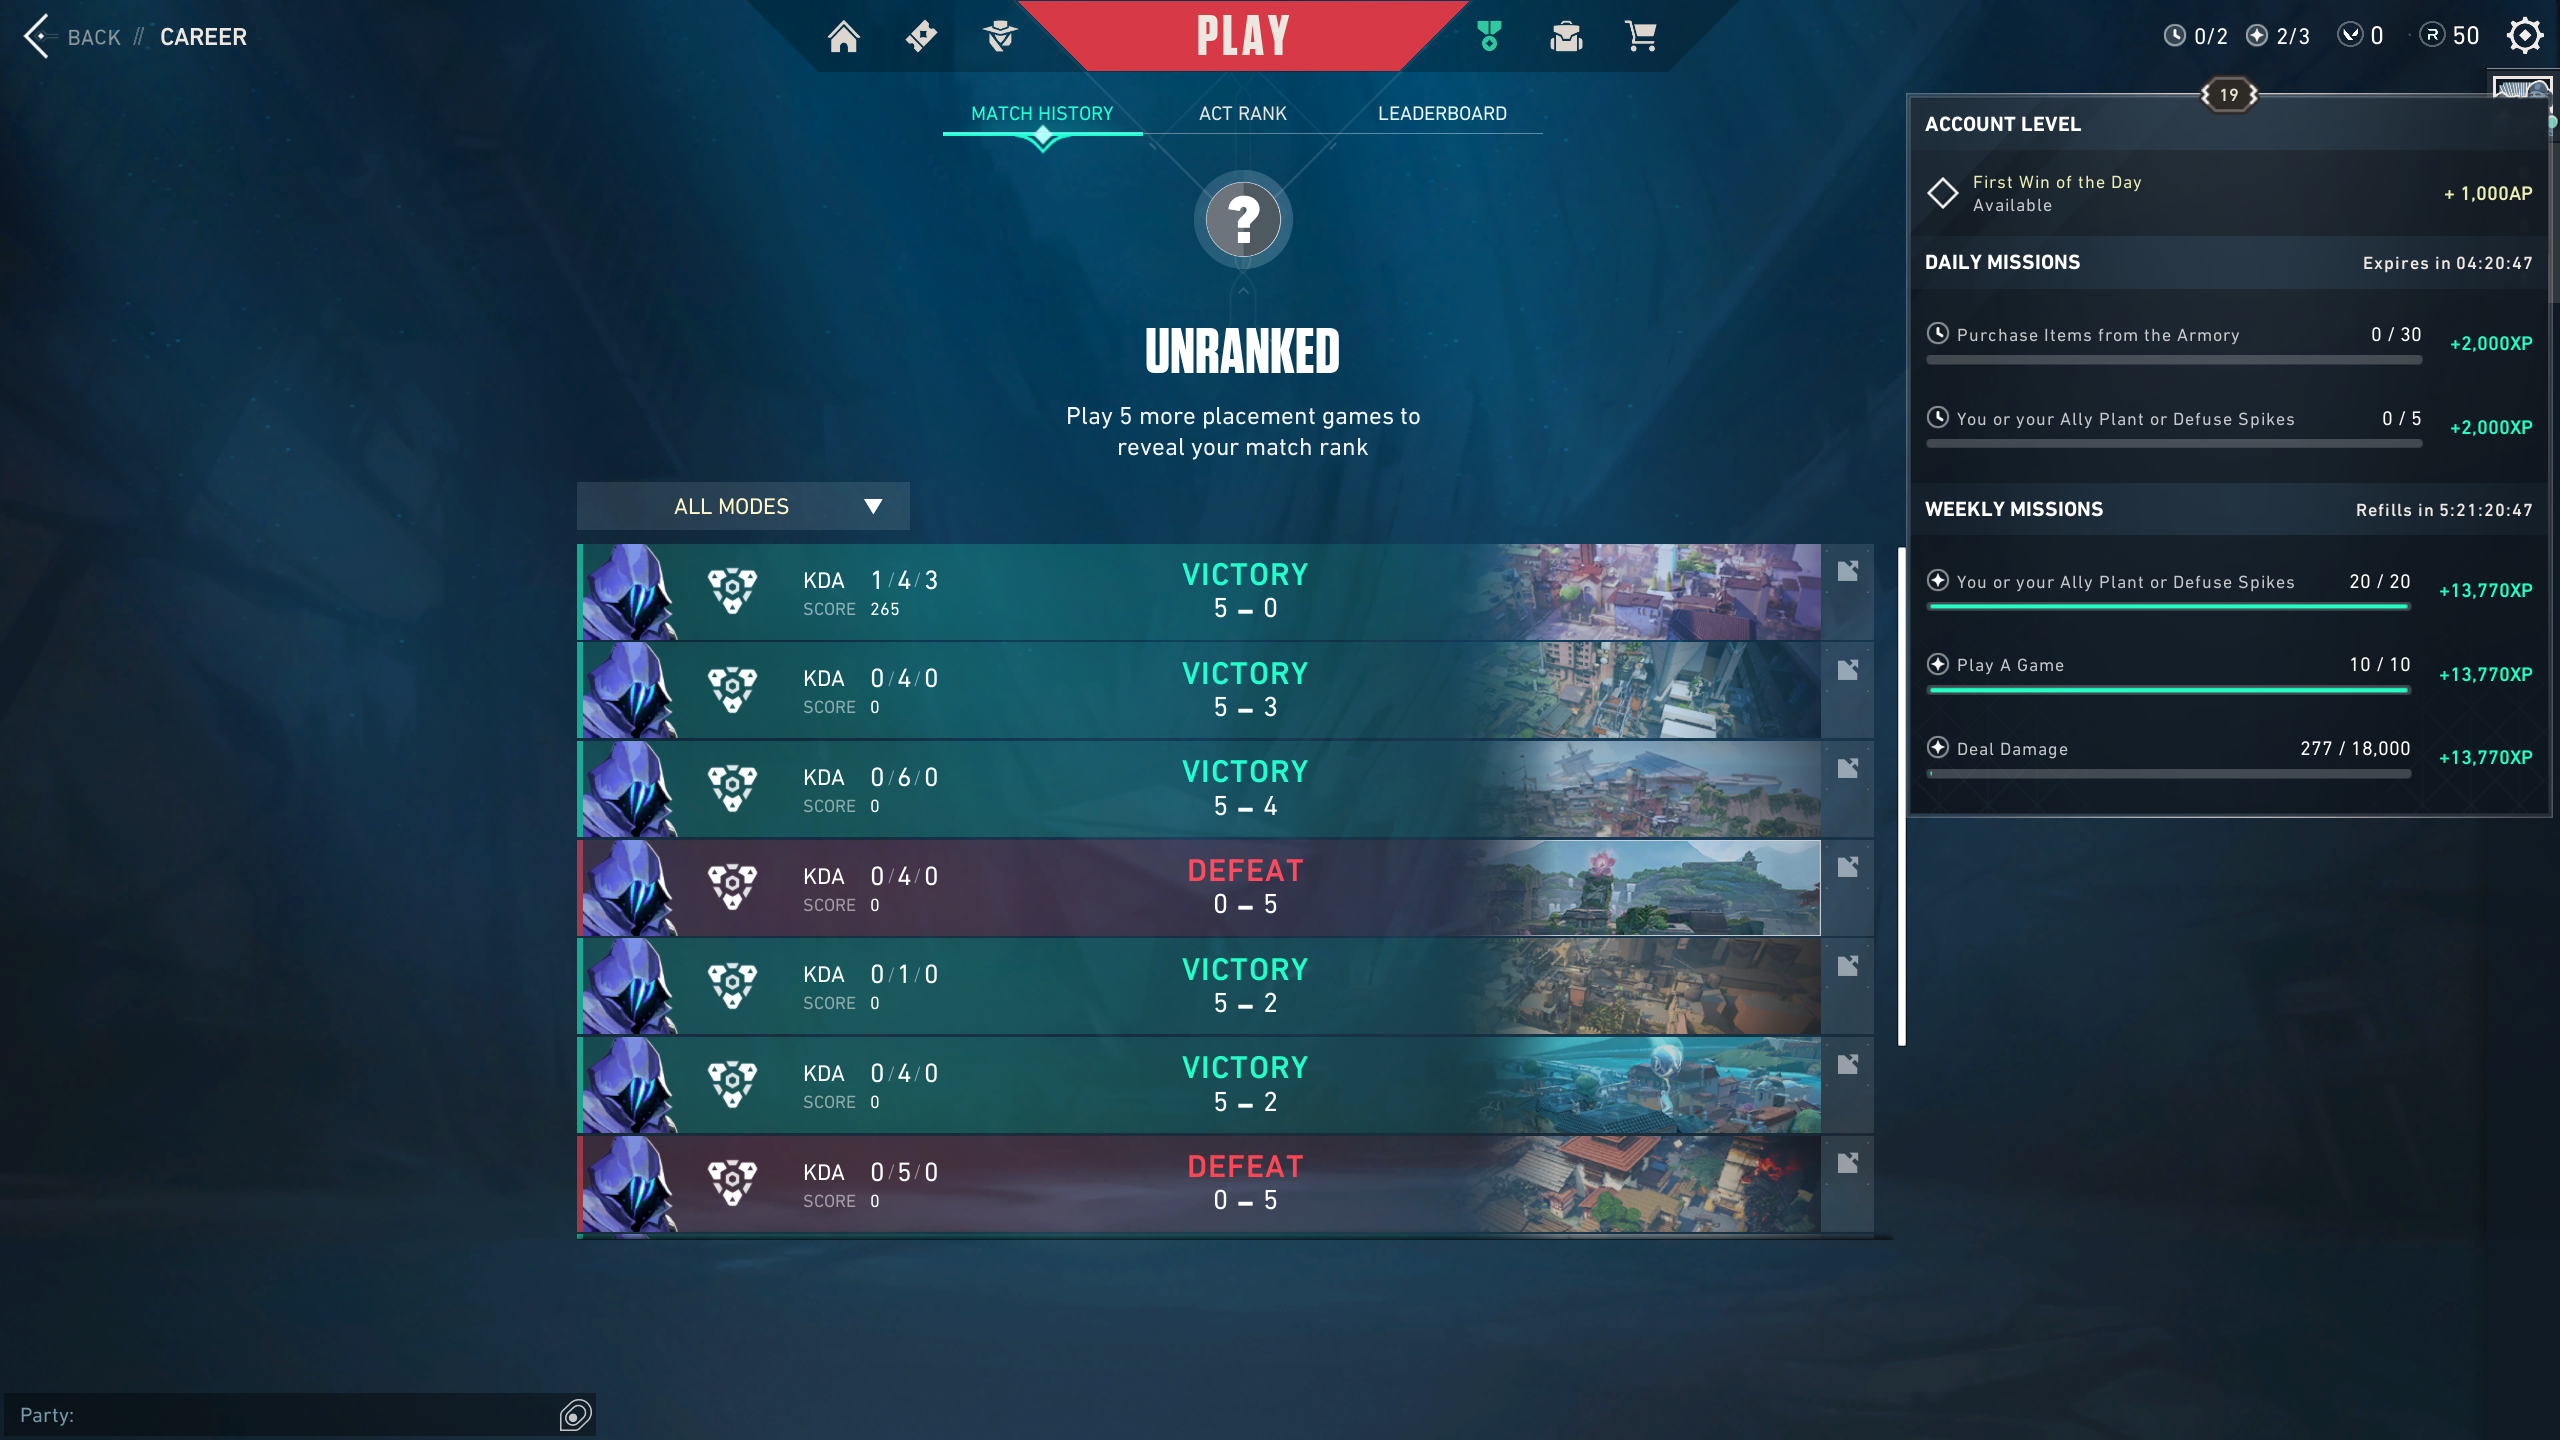 BACK // CAREER
PLAY
0/2 2/3 0 50
MATCH HISTORY ACT RANK LEADERBOARD
?
UNRANKED
Play 5 more placement games to
reveal your match rank
ALL MODES
KDA 1 / 4 / 3
SCORE 265
VICTORY
5 – 0
KDA 0 / 4 / 0
SCORE 0
VICTORY
5 – 3
KDA 0 / 6 / 0
SCORE 0
VICTORY
5 – 4
KDA 0 / 4 / 0
SCORE 0
DEFEAT
0 – 5
KDA 0 / 1 / 0
SCORE 0
VICTORY
5 – 2
KDA 0 / 4 / 0
SCORE 0
VICTORY
5 – 2
KDA 0 / 5 / 0
SCORE 0
DEFEAT
0 – 5
19
ACCOUNT LEVEL
First Win of the Day
Available
+ 1,000AP
DAILY MISSIONS Expires in 04:20:47
Purchase Items from the Armory 0 / 30 +2,000XP
You or your Ally Plant or Defuse Spikes 0 / 5 +2,000XP
WEEKLY MISSIONS Refills in 5:21:20:47
You or your Ally Plant or Defuse Spikes 20 / 20 +13,770XP
Play A Game 10 / 10 +13,770XP
Deal Damage 277 / 18,000 +13,770XP
Party: